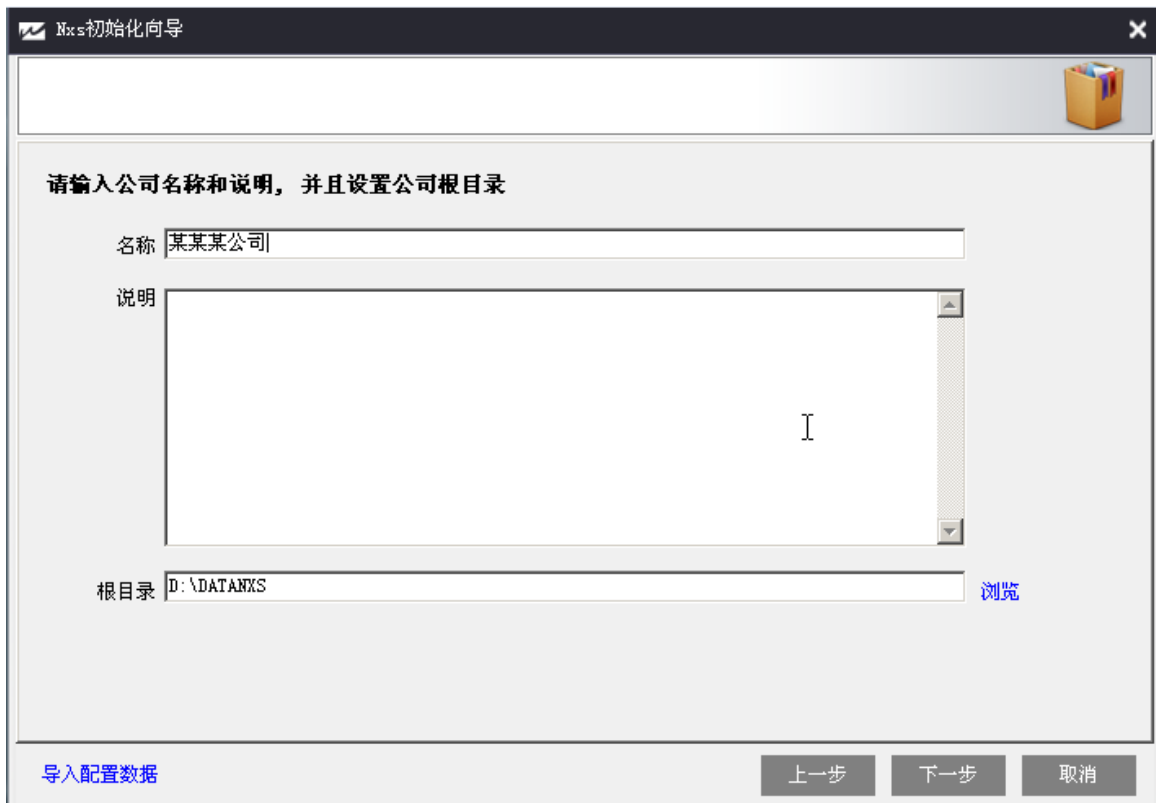 Nxs初始化向导
请输入公司名称和说明，并且设置公司根目录
名称 某某某公司
说明
根目录 D:\DATANXS 浏览
导入配置数据 上一步 下一步 取消